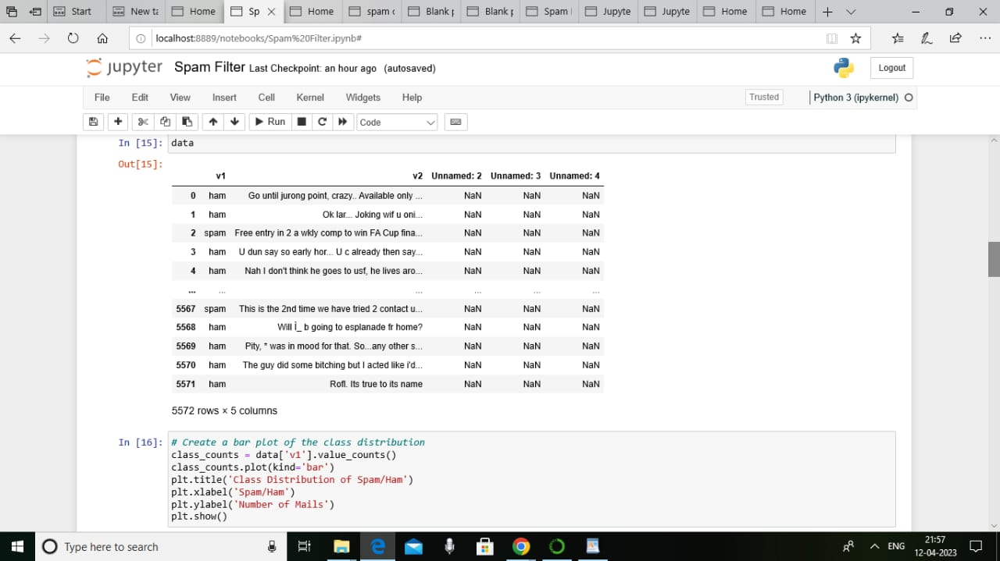 Start New ta Home Sp Home spam c Blank p Blank p Spam Jupyte Jupyte Home Home
localhost:8889/notebooks/Spam%20Filter.ipynb#
jupyter Spam Filter Last Checkpoint: an hour ago (autosaved) Logout
File Edit View Insert Cell Kernel Widgets Help Trusted Python 3 (ipykernel)
Run Code
In [15]: data
Out[15]:
v1 v2 Unnamed: 2 Unnamed: 3 Unnamed: 4
0 ham Go until jurong point, crazy.. Available only ... NaN NaN NaN
1 ham Ok lar... Joking wif u oni... NaN NaN NaN
2 spam Free entry in 2 a wkly comp to win FA Cup fina... NaN NaN NaN
3 ham U dun say so early hor... U c already then say... NaN NaN NaN
4 ham Nah I don't think he goes to usf, he lives aro... NaN NaN NaN
... ... ... ... ... ...
5567 spam This is the 2nd time we have tried 2 contact u... NaN NaN NaN
5568 ham Will Ì_ b going to esplanade fr home? NaN NaN NaN
5569 ham Pity, * was in mood for that. So...any other s... NaN NaN NaN
5570 ham The guy did some bitching but I acted like i'd... NaN NaN NaN
5571 ham Rofl. Its true to its name NaN NaN NaN
5572 rows × 5 columns
In [16]: # Create a bar plot of the class distribution
class_counts = data['v1'].value_counts()
class_counts.plot(kind='bar')
plt.title('Class Distribution of Spam/Ham')
plt.xlabel('Spam/Ham')
plt.ylabel('Number of Mails')
plt.show()
Type here to search ENG 21:57
12-04-2023